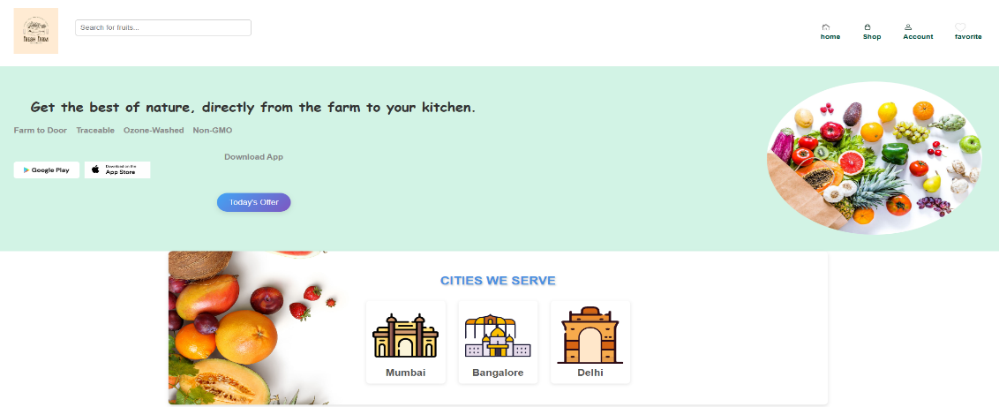 FRESH FARM
Search for fruits...
home Shop Account favorite
Get the best of nature, directly from the farm to your kitchen.
Farm to Door Traceable Ozone-Washed Non-GMO
Download App
Google Play
Download on the
App Store
Today's Offer
CITIES WE SERVE
Mumbai Bangalore Delhi